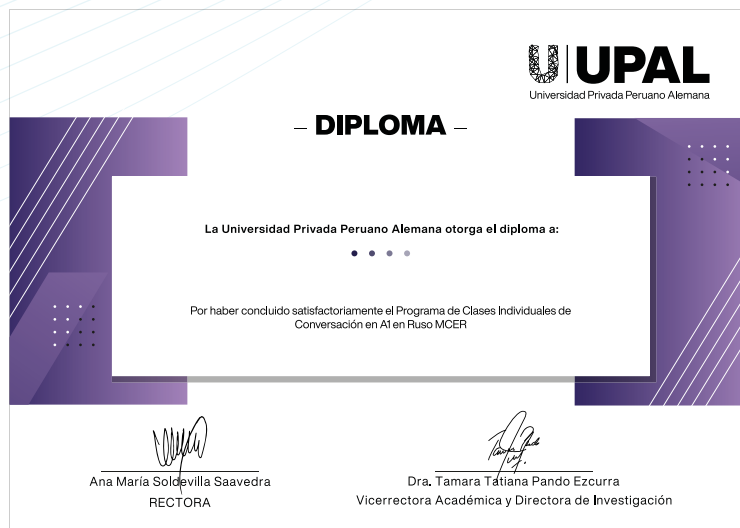 UPAL
Universidad Privada Peruano Alemana
– DIPLOMA –
La Universidad Privada Peruano Alemana otorga el diploma a:
Por haber concluido satisfactoriamente el Programa de Clases Individuales de
Conversación en A1 en Ruso MCER
Ana María Soldevilla Saavedra
RECTORA
Dra. Tamara Tatiana Pando Ezcurra
Vicerrectora Académica y Directora de Investigación